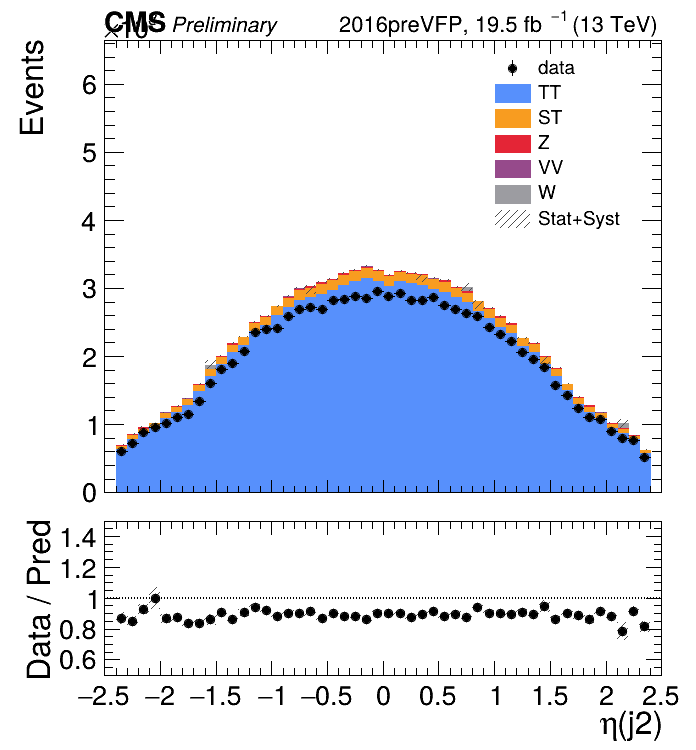 CMS Preliminary 2016preVFP, 19.5 fb⁻¹ (13 TeV)
Events
data
TT
ST
Z
VV
W
Stat+Syst
6
5
4
3
2
1
0
Data / Pred
1.4
1.2
1
0.8
0.6
−2.5 −2 −1.5 −1 −0.5 0 0.5 1 1.5 2 2.5
η(j2)